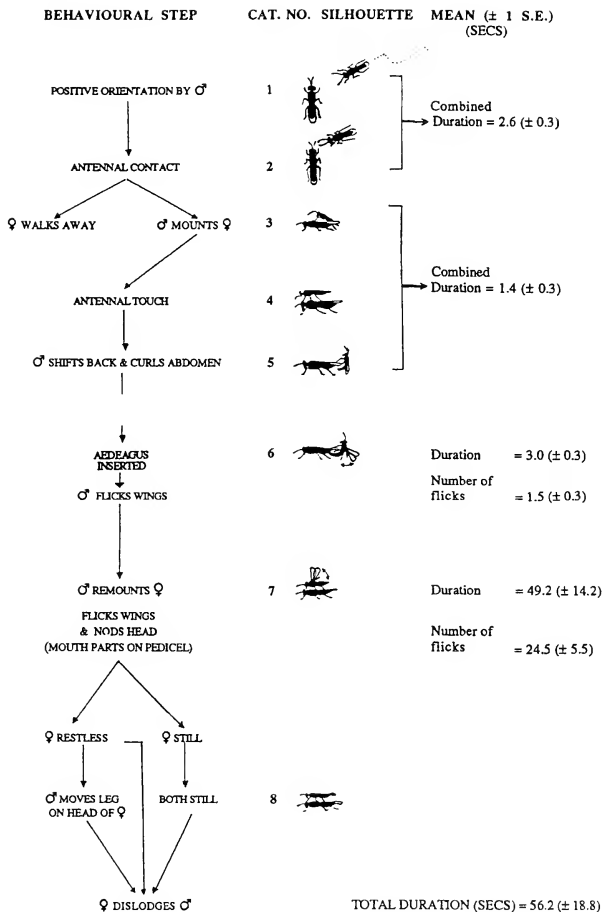 BEHAVIOURAL STEP CAT. NO. SILHOUETTE MEAN (± 1 S.E.)
(SECS)
POSITIVE ORIENTATION BY ♂ 1
Combined
Duration = 2.6 (± 0.3)
ANTENNAL CONTACT 2
♀ WALKS AWAY ♂ MOUNTS ♀ 3
Combined
Duration = 1.4 (± 0.3)
ANTENNAL TOUCH 4
♂ SHIFTS BACK & CURLS ABDOMEN 5
AEDEAGUS 6 Duration = 3.0 (± 0.3)
INSERTED
Number of
♂ FLICKS WINGS flicks = 1.5 (± 0.3)
♂ REMOUNTS ♀ 7 Duration = 49.2 (± 14.2)
FLICKS WINGS
& NODS HEAD Number of
(MOUTH PARTS ON PEDICEL) flicks = 24.5 (± 5.5)
♀ RESTLESS ♀ STILL
♂ MOVES LEG BOTH STILL 8
ON HEAD OF ♀
♀ DISLODGES ♂ TOTAL DURATION (SECS) = 56.2 (± 18.8)